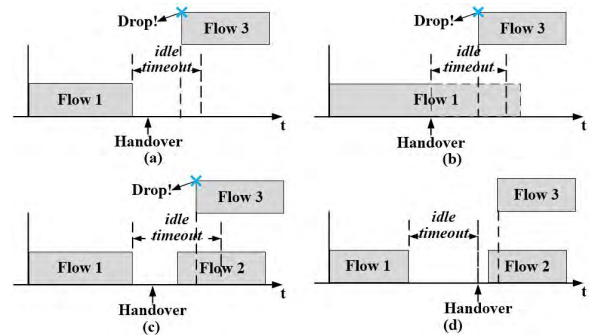 Drop!
Flow 3
idle
timeout
Flow 1
t
Handover
(a)
Drop!
Flow 3
idle
timeout
Flow 1
t
Handover
(b)
Drop!
Flow 3
idle
timeout
Flow 1
Flow 2
t
Handover
(c)
Flow 3
idle
timeout
Flow 1
Flow 2
t
Handover
(d)